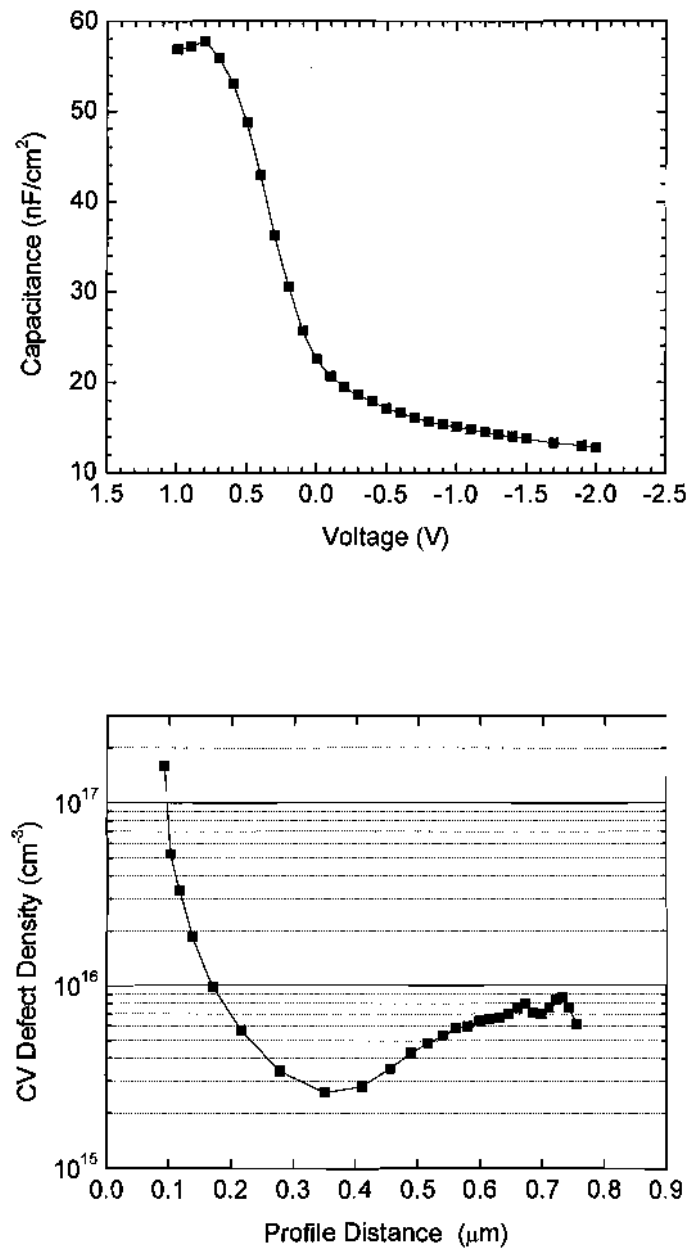 60
50
40
30
20
10
Capacitance (nF/cm²)
1.5 1.0 0.5 0.0 -0.5 -1.0 -1.5 -2.0 -2.5
Voltage (V)
10¹⁷
10¹⁶
10¹⁵
CV Defect Density (cm⁻³)
0.0 0.1 0.2 0.3 0.4 0.5 0.6 0.7 0.8 0.9
Profile Distance (μm)